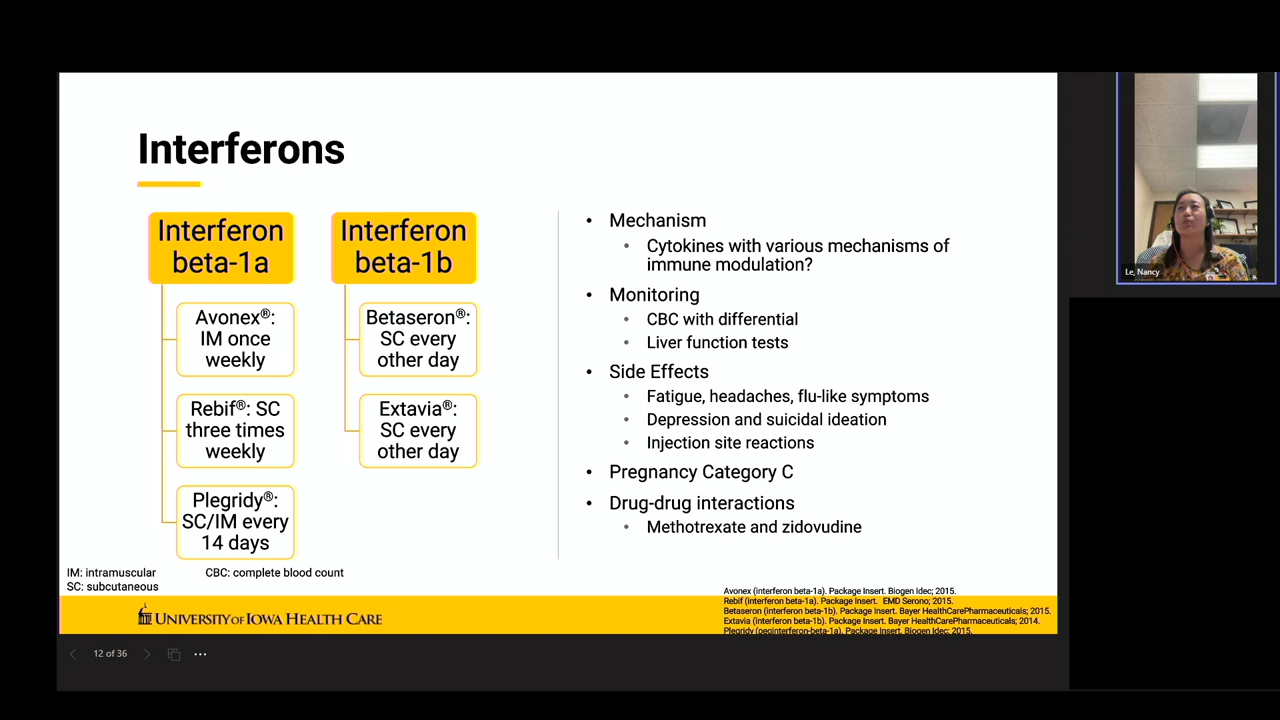 Interferons
Interferon
beta-1a
Avonex®:
IM once
weekly
Rebif®: SC
three times
weekly
Plegridy®:
SC/IM every
14 days
Interferon
beta-1b
Betaseron®:
SC every
other day
Extavia®:
SC every
other day
• Mechanism
• Cytokines with various mechanisms of
immune modulation?
• Monitoring
• CBC with differential
• Liver function tests
• Side Effects
• Fatigue, headaches, flu-like symptoms
• Depression and suicidal ideation
• Injection site reactions
• Pregnancy Category C
• Drug-drug interactions
• Methotrexate and zidovudine
IM: intramuscular
SC: subcutaneous
CBC: complete blood count
UNIVERSITY OF IOWA HEALTH CARE
Avonex (interferon beta-1a). Package Insert. Biogen Idec; 2015.
Rebif (interferon beta-1a). Package Insert. EMD Serono; 2015.
Betaseron (interferon beta-1b). Package Insert. Bayer HealthCarePharmaceuticals; 2015.
Extavia (interferon beta-1b). Package Insert. Bayer HealthCarePharmaceuticals; 2014.
Plegridy (peginterferon-beta-1a). Package Insert. Biogen Idec; 2015.
12 of 36
Le, Nancy